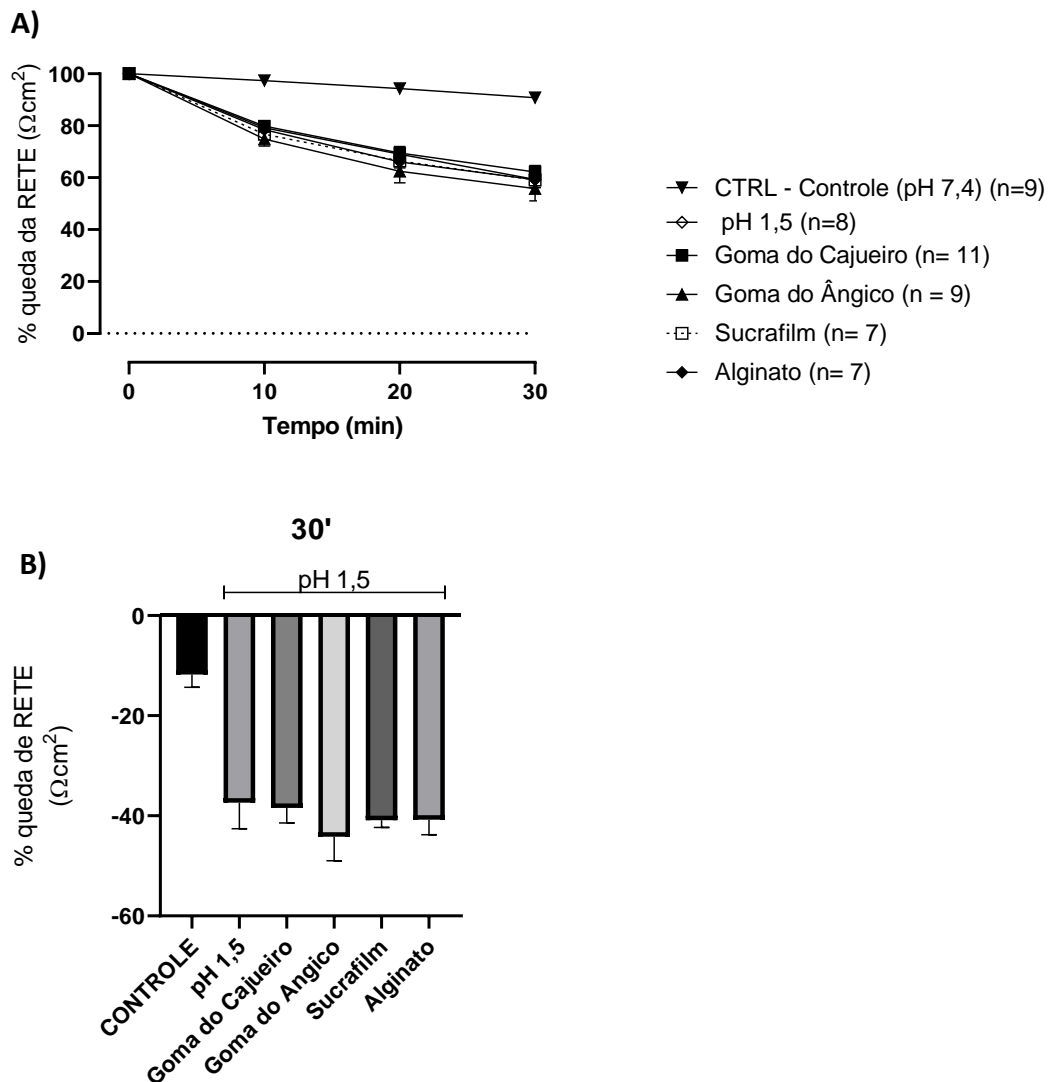 A)
% queda da RETE (Ωcm²)
100
80
60
40
20
0
0 10 20 30
Tempo (min)
CTRL - Controle (pH 7,4) (n=9)
pH 1,5 (n=8)
Goma do Cajueiro (n= 11)
Goma do Ângico (n = 9)
Sucrafilm (n= 7)
Alginato (n= 7)
30'
B)
pH 1,5
% queda de RETE
(Ωcm²)
0
-20
-40
-60
CONTROLE
pH 1,5
Goma do Cajueiro
Goma do Angico
Sucrafilm
Alginato